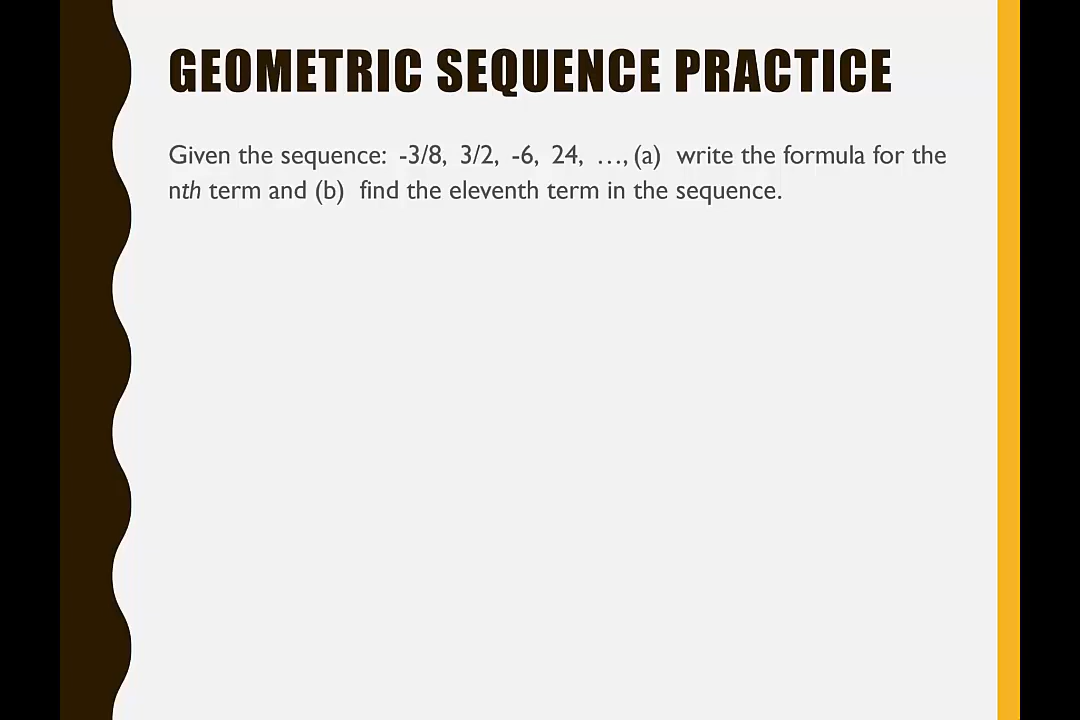 GEOMETRIC SEQUENCE PRACTICE
Given the sequence: -3/8, 3/2, -6, 24, …, (a) write the formula for the
nth term and (b) find the eleventh term in the sequence.